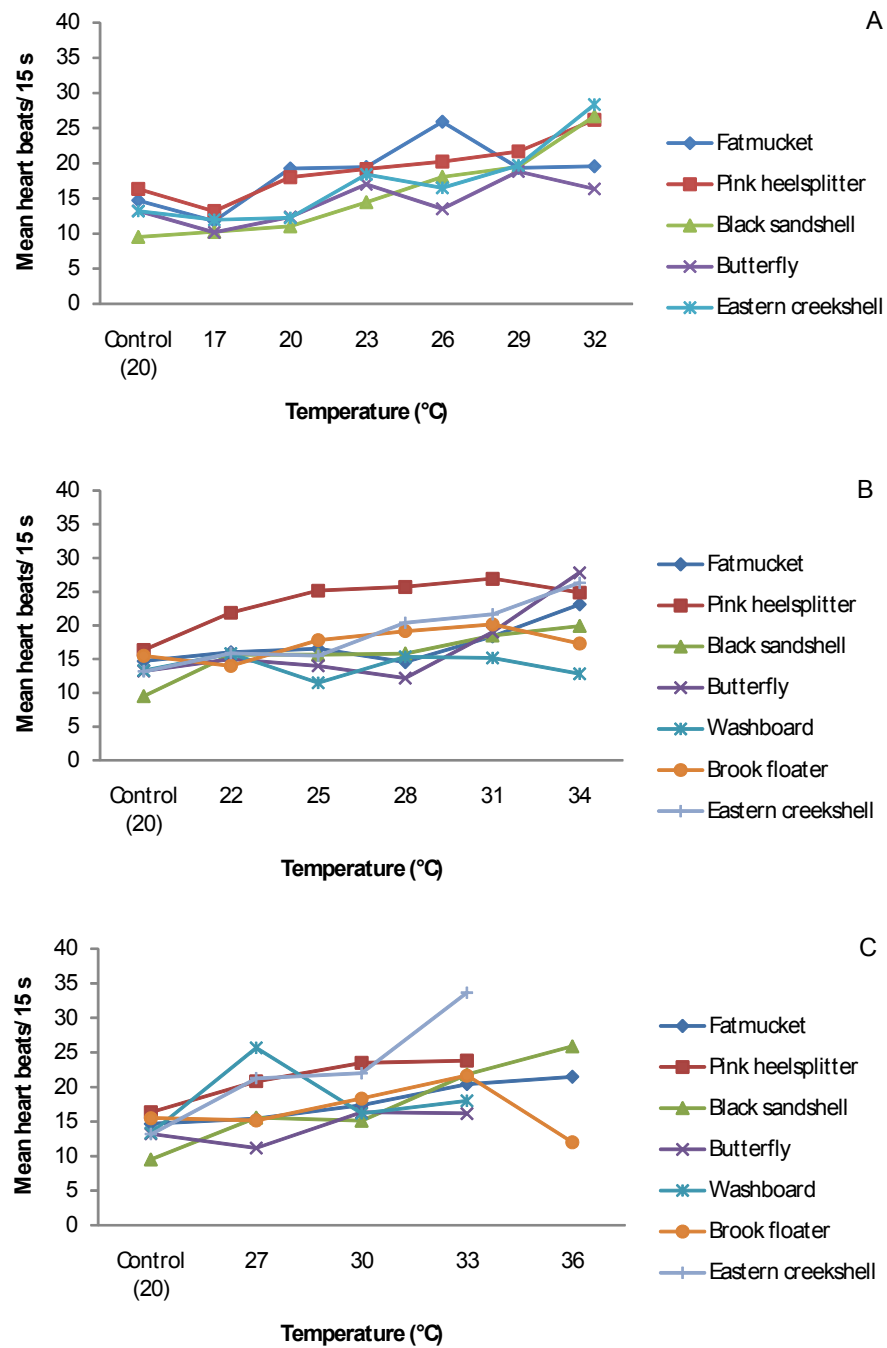 A
40
35
30
25
20
15
10
5
0
Mean heart beats/ 15 s
Control
(20)
17
20
23
26
29
32
Temperature (°C)
Fatmucket
Pink heelsplitter
Black sandshell
Butterfly
Eastern creekshell
B
40
35
30
25
20
15
10
5
0
Mean heart beats/ 15 s
Control
(20)
22
25
28
31
34
Temperature (°C)
Fatmucket
Pink heelsplitter
Black sandshell
Butterfly
Washboard
Brook floater
Eastern creekshell
C
40
35
30
25
20
15
10
5
0
Mean heart beats/ 15 s
Control
(20)
27
30
33
36
Temperature (°C)
Fatmucket
Pink heelsplitter
Black sandshell
Butterfly
Washboard
Brook floater
Eastern creekshell